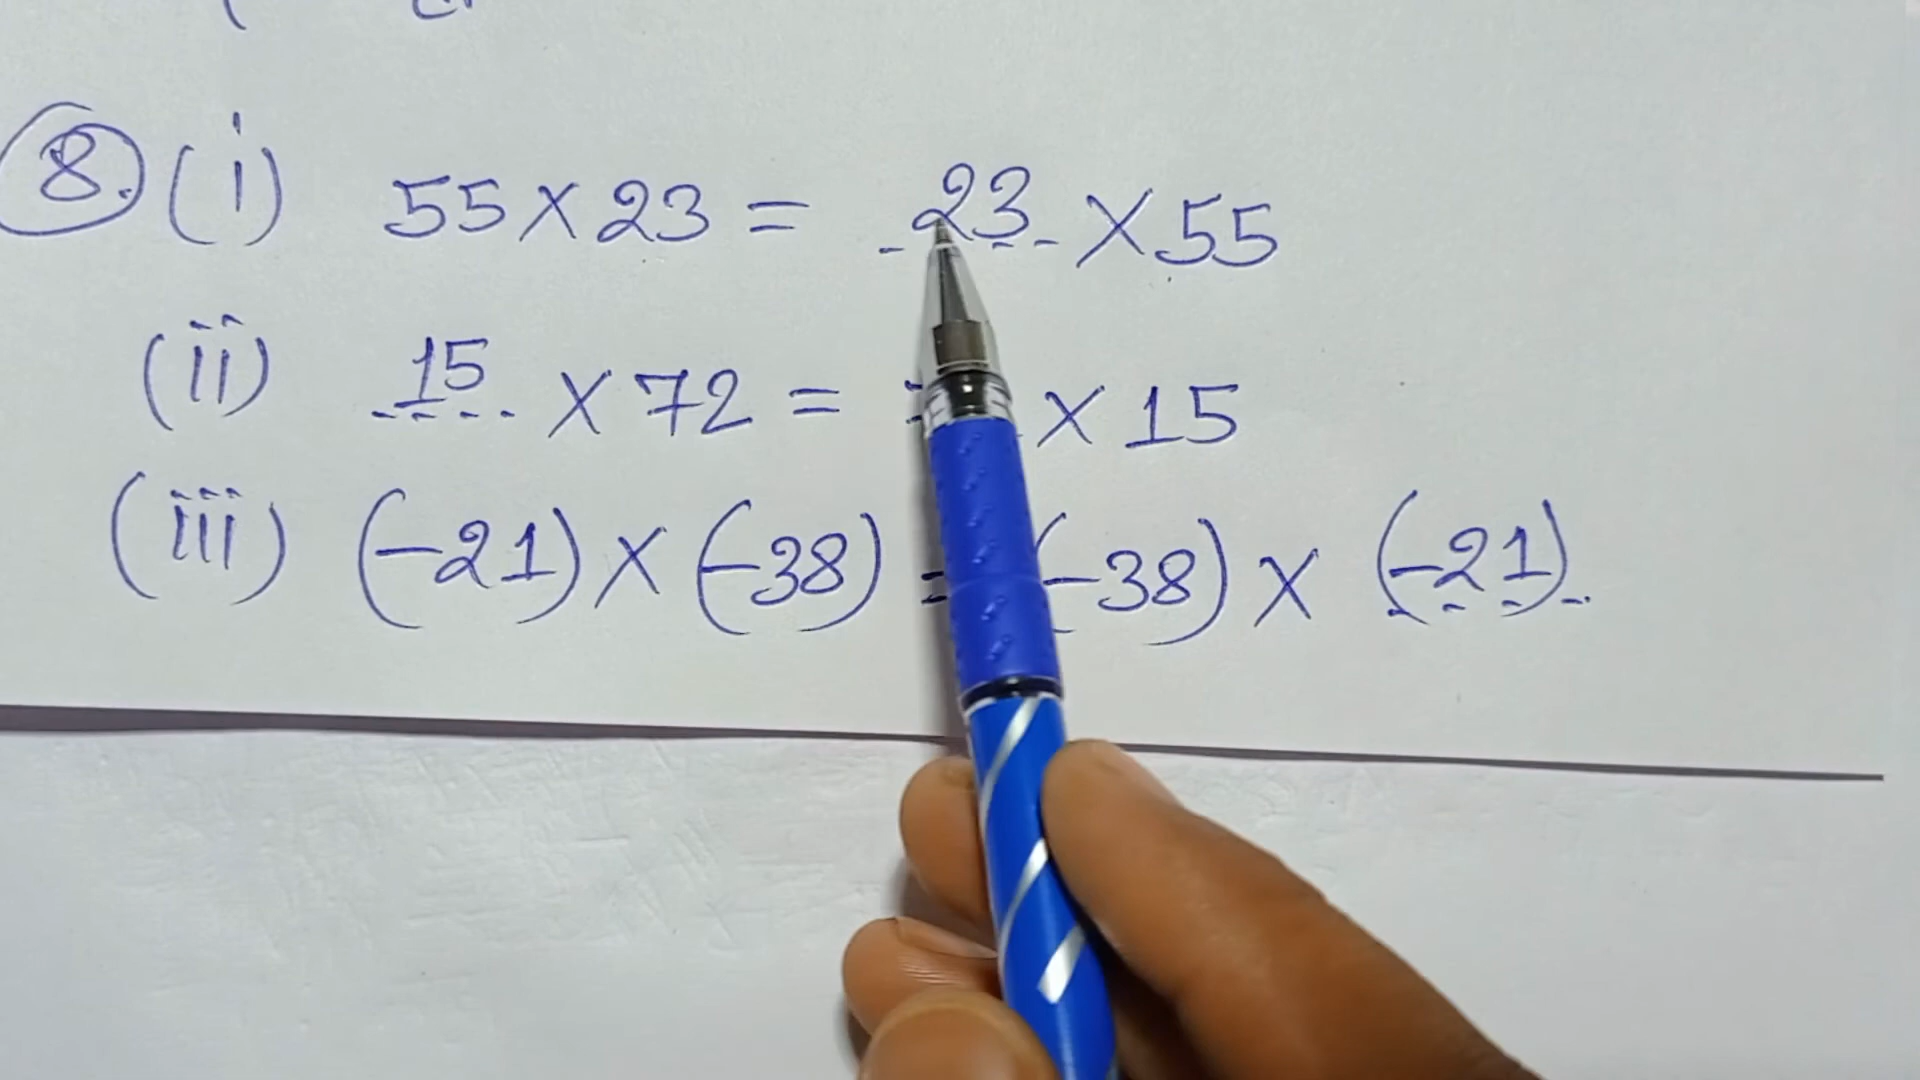 8. (i) 55 × 23 = 23 × 55
(ii) 15 × 72 = × 15
(iii) (-21) × (-38) = (-38) × (-21)